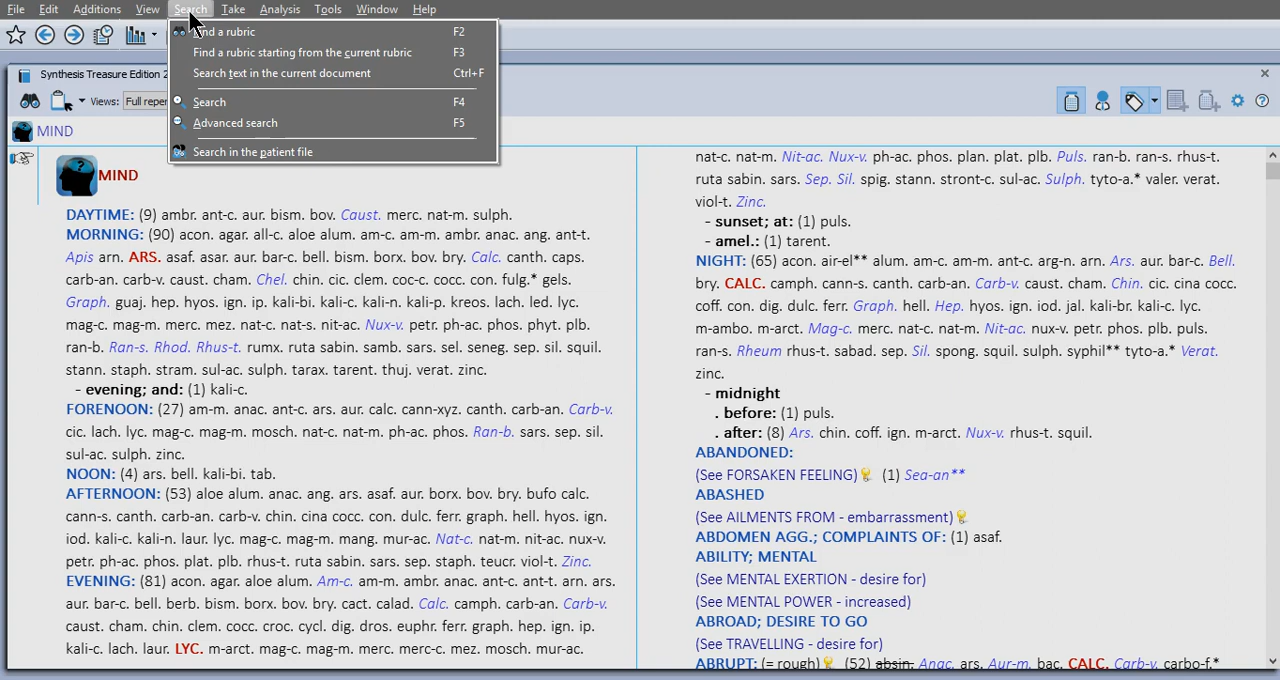 File Edit Additions View Search Take Analysis Tools Window Help
Find a rubric F2
Find a rubric starting from the current rubric F3
Search text in the current document Ctrl+F
Search F4
Advanced search F5
Search in the patient file
Synthesis Treasure Edition 2
Views: Full reper
MIND
MIND
DAYTIME: (9) ambr. ant-c. aur. bism. bov. Caust. merc. nat-m. sulph.
MORNING: (90) acon. agar. all-c. aloe alum. am-c. am-m. ambr. anac. ang. ant-t.
Apis arn. ARS. asaf. asar. aur. bar-c. bell. bism. borx. bov. bry. Calc. canth. caps.
carb-an. carb-v. caust. cham. Chel. chin. cic. clem. coc-c. cocc. con. fulg.* gels.
Graph. guaj. hep. hyos. ign. ip. kali-bi. kali-c. kali-n. kali-p. kreos. lach. led. lyc.
mag-c. mag-m. merc. mez. nat-c. nat-s. nit-ac. Nux-v. petr. ph-ac. phos. phyt. plb.
ran-b. Ran-s. Rhod. Rhus-t. rumx. ruta sabin. samb. sars. sel. seneg. sep. sil. squil.
stann. staph. stram. sul-ac. sulph. tarax. tarent. thuj. verat. zinc.
- evening; and: (1) kali-c.
FORENOON: (27) am-m. anac. ant-c. ars. aur. calc. cann-xyz. canth. carb-an. Carb-v.
cic. lach. lyc. mag-c. mag-m. mosch. nat-c. nat-m. ph-ac. phos. Ran-b. sars. sep. sil.
sul-ac. sulph. zinc.
NOON: (4) ars. bell. kali-bi. tab.
AFTERNOON: (53) aloe alum. anac. ang. ars. asaf. aur. borx. bov. bry. bufo calc.
cann-s. canth. carb-an. carb-v. chin. cina cocc. con. dulc. ferr. graph. hell. hyos. ign.
iod. kali-c. kali-n. laur. lyc. mag-c. mag-m. mang. mur-ac. Nat-c. nat-m. nit-ac. nux-v.
petr. ph-ac. phos. plat. plb. rh-t. ruta sabin. sars. sep. staph. teucr. viol-t. Zinc.
EVENING: (81) acon. agar. aloe alum. Am-c. am-m. ambr. anac. ant-c. ant-t. arn. ars.
aur. bar-c. bell. berb. bism. borx. bov. bry. cact. calad. Calc. camph. carb-an. Carb-v.
caust. cham. chin. clem. cocc. croc. cycl. dig. dros. euphr. ferr. graph. hep. ign. ip.
kali-c. lach. laur. LYC. m-arct. mag-c. mag-m. merc. merc-c. mez. mosch. mur-ac.
nat-c. nat-m. Nit-ac. Nux-v. ph-ac. phos. plan. plat. plb. Puls. ran-b. ran-s. rhus-t.
ruta sabin. sars. Sep. Sil. spig. stann. stront-c. sul-ac. Sulph. tyto-a.* valer. verat.
viol-t. Zinc.
- sunset; at: (1) puls.
- amel.: (1) tarent.
NIGHT: (65) acon. air-el** alum. am-c. am-m. ant-c. arg-n. arn. Ars. aur. bar-c. Bell.
bry. CALC. camph. cann-s. canth. carb-an. Carb-v. caust. cham. Chin. cic. cina cocc.
coff. con. dig. dulc. ferr. Graph. hell. Hep. hyos. ign. iod. jal. kali-br. kali-c. lyc.
m-ambo. m-arct. Mag-c. merc. nat-c. nat-m. Nit-ac. nux-v. petr. phos. plb. puls.
ran-s. Rheum rhus-t. sabad. sep. Sil. spong. squil. sulph. syphil** tyto-a.* Verat.
zinc.
- midnight
. before: (1) puls.
. after: (8) Ars. chin. coff. ign. m-arct. Nux-v. rhus-t. squil.
ABANDONED:
(See FORSAKEN FEELING) (1) Sea-an**
ABASHED
(See AILMENTS FROM - embarrassment)
ABDOMEN AGG.; COMPLAINTS OF: (1) asaf.
ABILITY; MENTAL
(See MENTAL EXERTION - desire for)
(See MENTAL POWER - increased)
ABROAD; DESIRE TO GO
(See TRAVELLING - desire for)
ABRUPT: (= rough) (52) absin. Anac. ars. Aur-m. bac. CALC. Carb-v. carbo-f.*